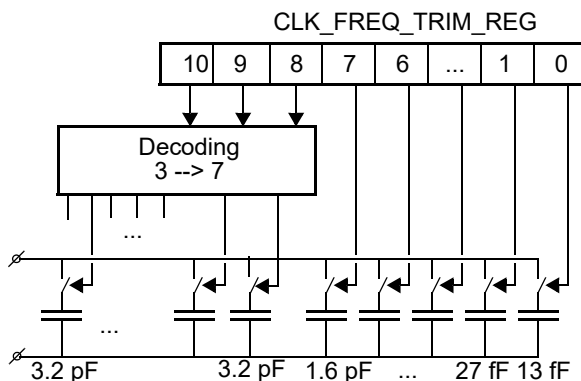 CLK_FREQ_TRIM_REG
10 9 8 7 6 ... 1 0
Decoding
3 --> 7
...
...
3.2 pF 3.2 pF 1.6 pF ... 27 fF 13 fF